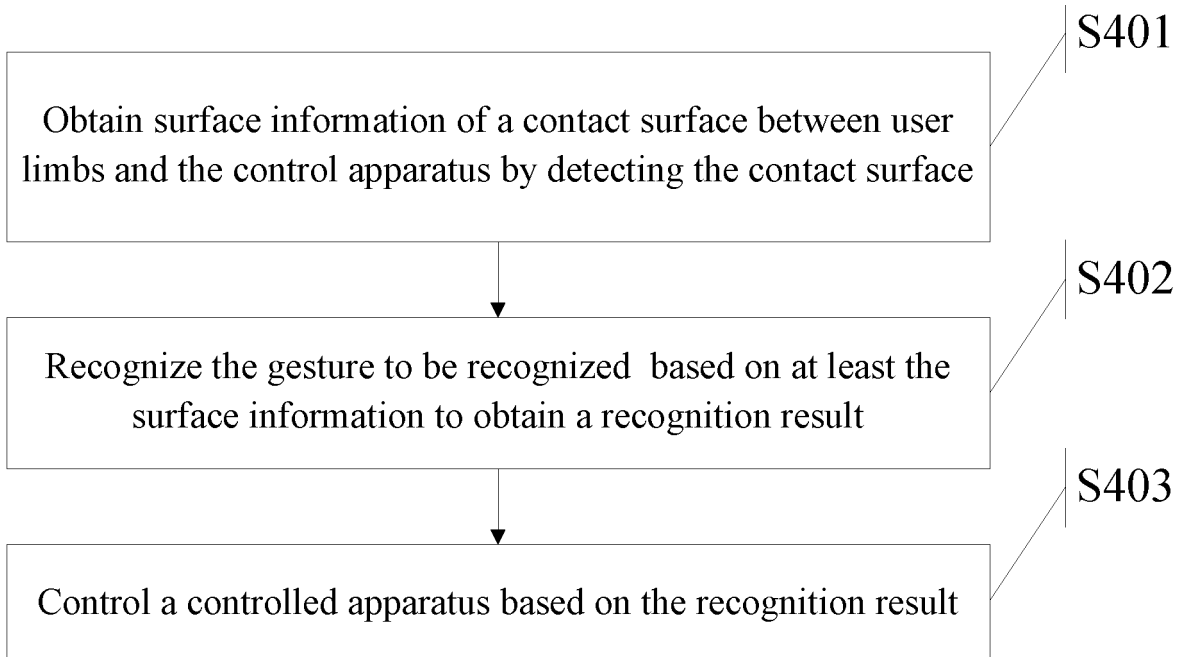 S401
Obtain surface information of a contact surface between user
limbs and the control apparatus by detecting the contact surface
S402
Recognize the gesture to be recognized  based on at least the
surface information to obtain a recognition result
S403
Control a controlled apparatus based on the recognition result